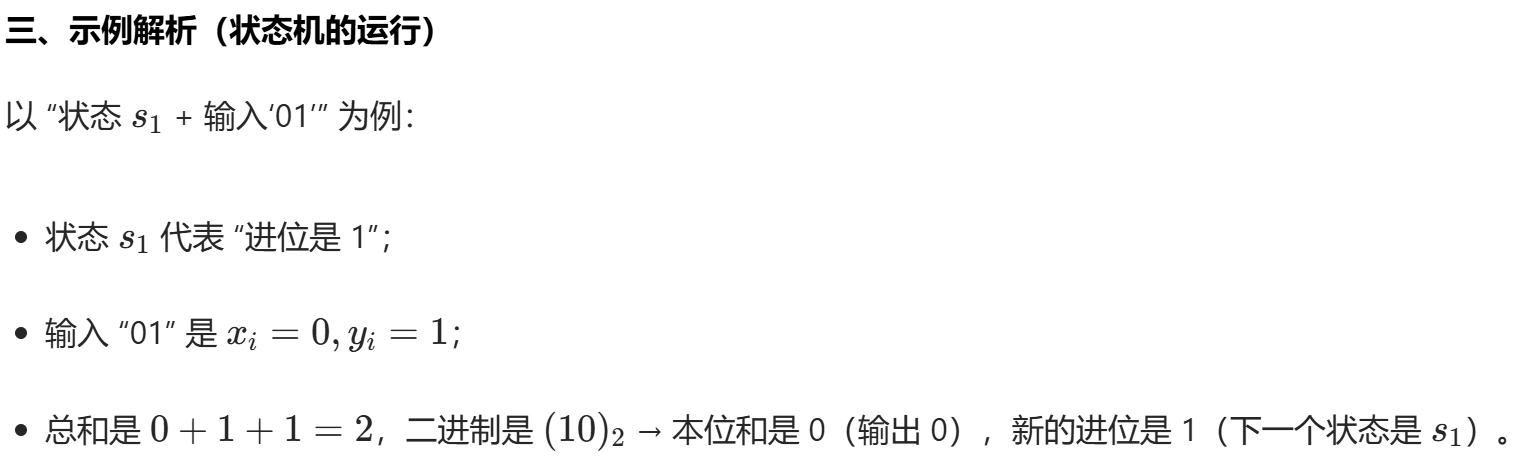 三、示例解析（状态机的运行）
以 “状态 s₁ + 输入‘01’” 为例：
• 状态 s₁ 代表 “进位是 1”；
• 输入 “01” 是 xᵢ = 0, yᵢ = 1；
• 总和是 0 + 1 + 1 = 2，二进制是 (10)₂ → 本位和是 0（输出 0），新的进位是 1（下一个状态是 s₁）。